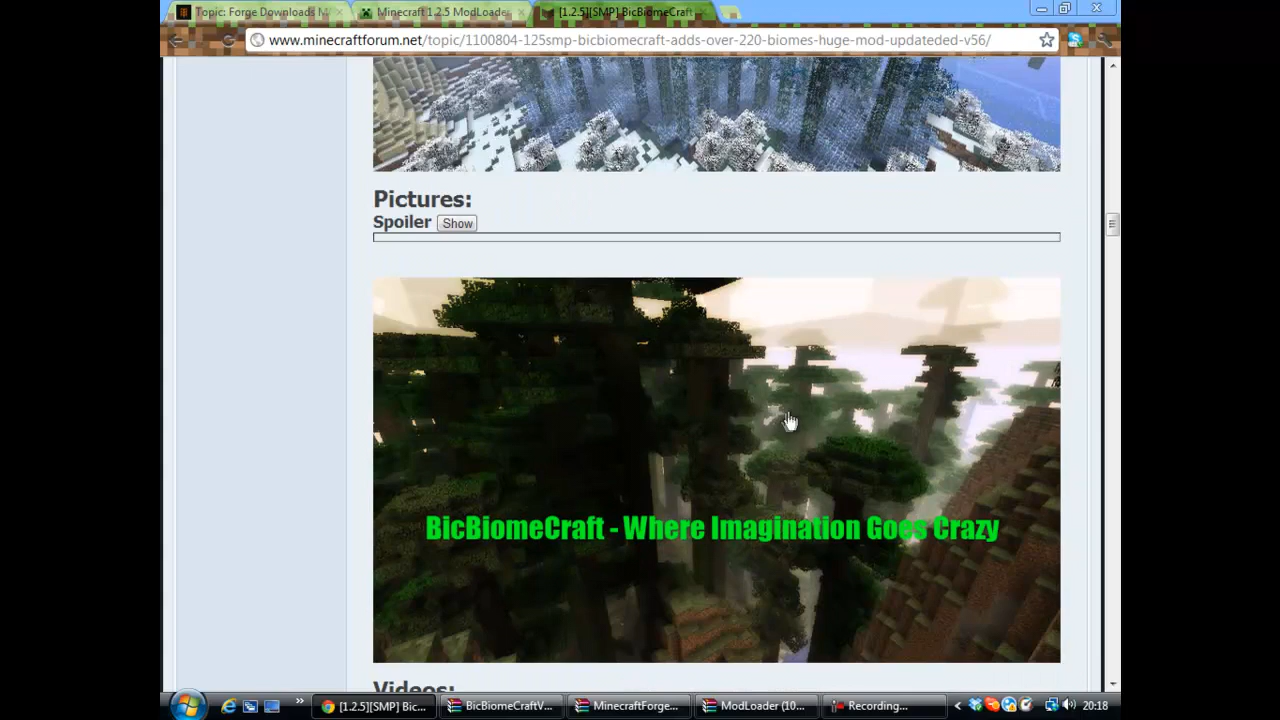 Topic: Forge Downloads M
Minecraft 1.2.5 ModLoader
[1.2.5][SMP] BicBiomeCraft
www.minecraftforum.net/topic/1100804-125smp-bicbiomecraft-adds-over-220-biomes-huge-mod-updateded-v56/
Pictures:
Spoiler Show
BicBiomeCraft - Where Imagination Goes Crazy
Videos:
[1.2.5][SMP] Bic...
BicBiomeCraftV...
MinecraftForge...
ModLoader (10...
Recording...
20:18